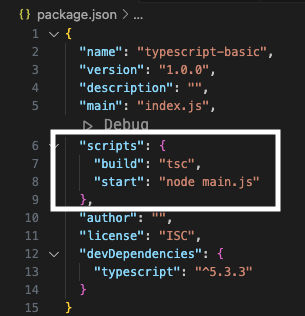 {} package.json > ...
1 {
2 "name": "typescript-basic",
3 "version": "1.0.0",
4 "description": "",
5 "main": "index.js",
Debug
6 "scripts": {
7 "build": "tsc",
8 "start": "node main.js"
9 },
10 "author": "",
11 "license": "ISC",
12 "devDependencies": {
13 "typescript": "^5.3.3"
14 }
15 }